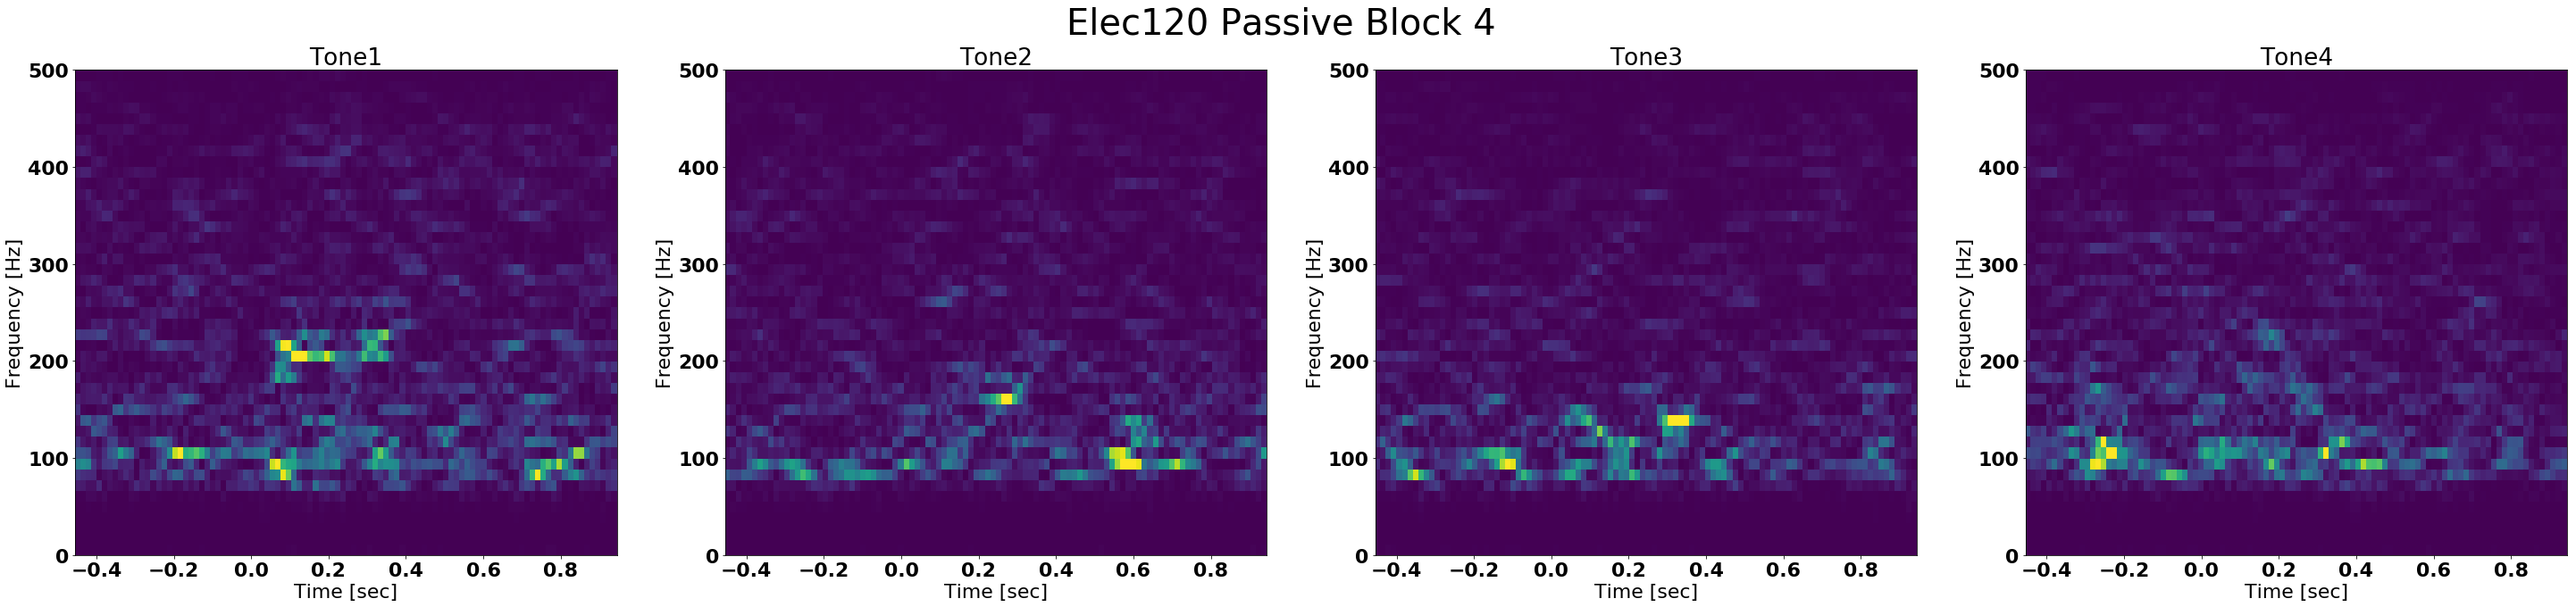 Elec120 Passive Block 4
Tone1
500
400
300
200
100
0
Frequency [Hz]
−0.4 −0.2 0.0 0.2 0.4 0.6 0.8
Time [sec]
Tone2
500
400
300
200
100
0
Frequency [Hz]
−0.4 −0.2 0.0 0.2 0.4 0.6 0.8
Time [sec]
Tone3
500
400
300
200
100
0
Frequency [Hz]
−0.4 −0.2 0.0 0.2 0.4 0.6 0.8
Time [sec]
Tone4
500
400
300
200
100
0
Frequency [Hz]
−0.4 −0.2 0.0 0.2 0.4 0.6 0.8
Time [sec]